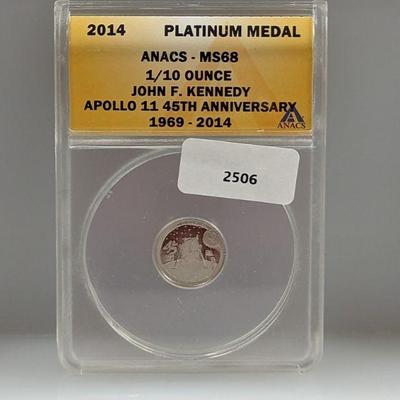 2014 PLATINUM MEDAL
ANACS - MS68
1/10 OUNCE
JOHN F. KENNEDY
APOLLO 11 45TH ANNIVERSARY
1969 - 2014
ANACS
2506